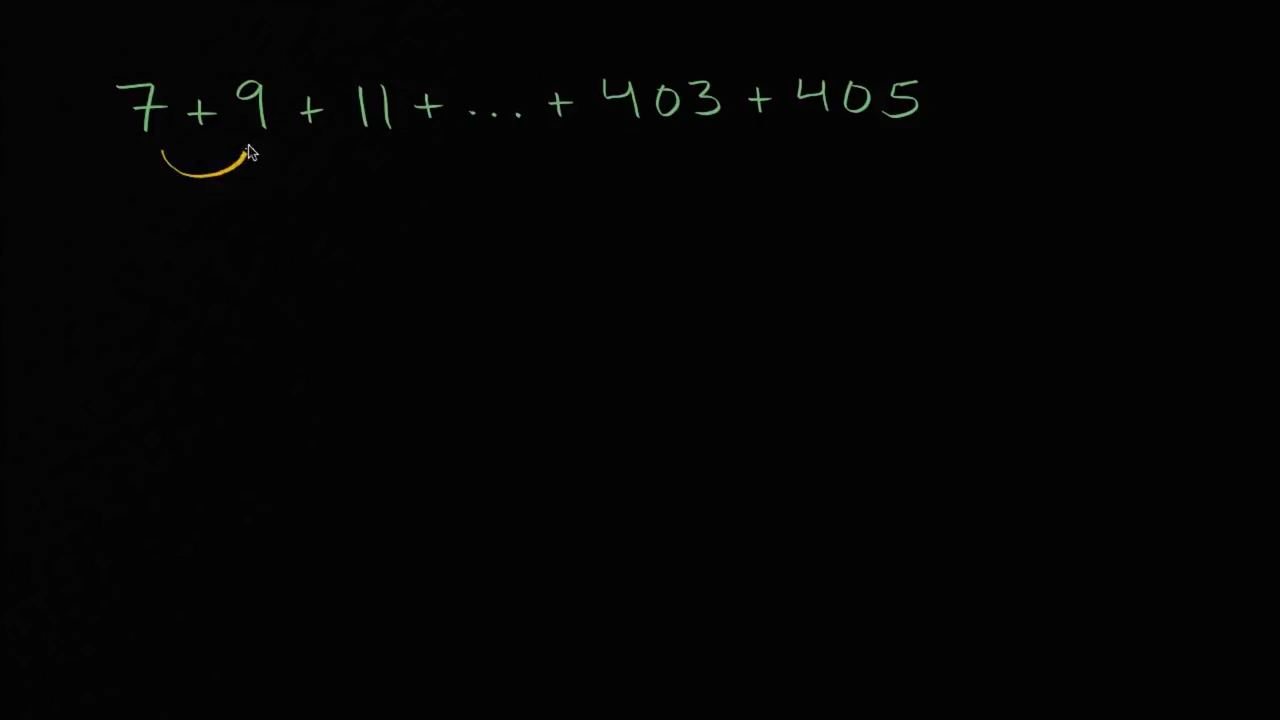 7 + 9 + 11 + ... + 403 + 405